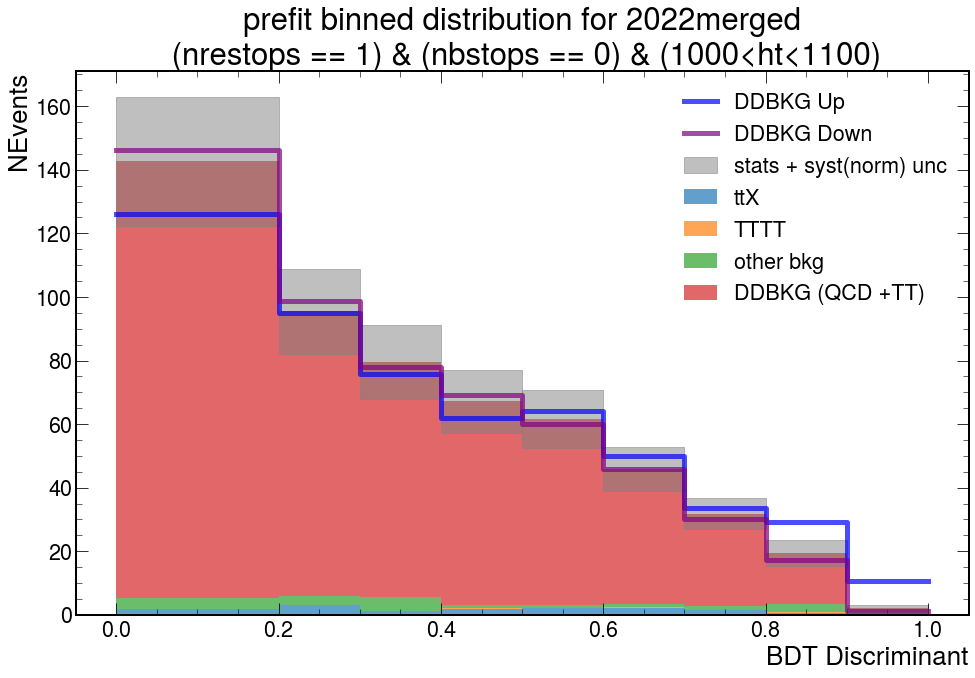 prefit binned distribution for 2022merged
(nrestops == 1) & (nbstops == 0) & (1000<ht<1100)
NEvents
160
140
120
100
80
60
40
20
0
DDBKG Up
DDBKG Down
stats + syst(norm) unc
ttX
TTTT
other bkg
DDBKG (QCD +TT)
0.0 0.2 0.4 0.6 0.8 1.0
BDT Discriminant